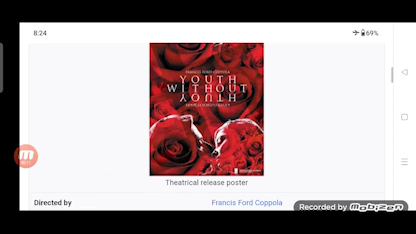 8:24
69%
FRANCIS FORD COPPOLA
YOUTH
WITHOUT
YOUTH
Theatrical release poster
Directed by
Francis Ford Coppola
Recorded by Mobizen